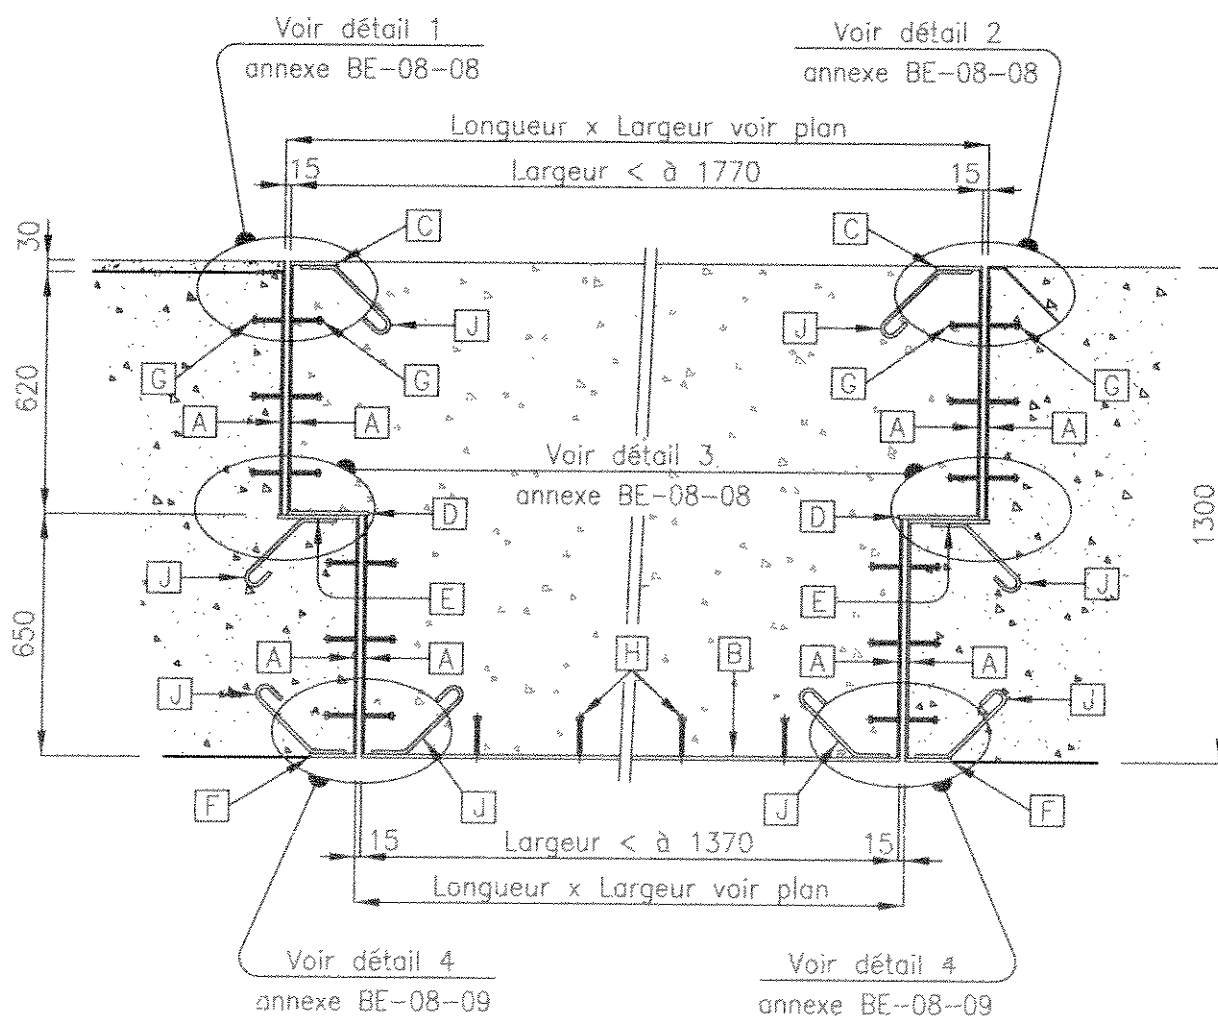 Voir détail 1
annexe BE-08-08
Voir détail 2
annexe BE-08-08
Longueur x Largeur voir plan
15
Largeur < à 1770
15
30
C
C
J
J
G
G
G
G
620
A
A
A
A
Voir détail 3
annexe BE-08-08
D
D
1300
J
J
E
E
650
A
A
H
B
A
A
J
J
F
J
J
F
15
Largeur < à 1370
15
Longueur x Largeur voir plan
Voir détail 4
annexe BE-08-09
Voir détail 4
annexe BE-08-09